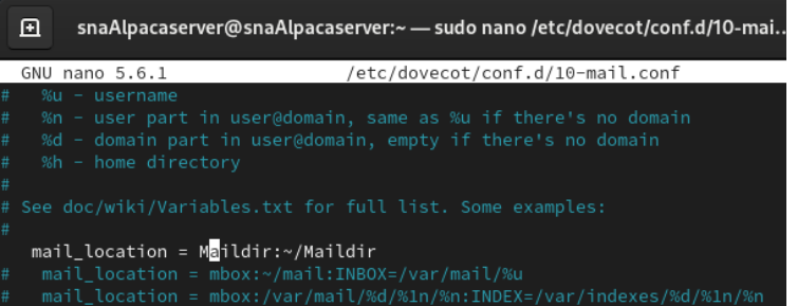 snaAlpacaserver@snaAlpacaserver:~ — sudo nano /etc/dovecot/conf.d/10-mai...
GNU nano 5.6.1 /etc/dovecot/conf.d/10-mail.conf
# %u - username
# %n - user part in user@domain, same as %u if there's no domain
# %d - domain part in user@domain, empty if there's no domain
# %h - home directory
#
# See doc/wiki/Variables.txt for full list. Some examples:
#
mail_location = Maildir:~/Maildir
# mail_location = mbox:~/mail:INBOX=/var/mail/%u
# mail_location = mbox:/var/mail/%d/%1n/%n:INDEX=/var/indexes/%d/%1n/%n